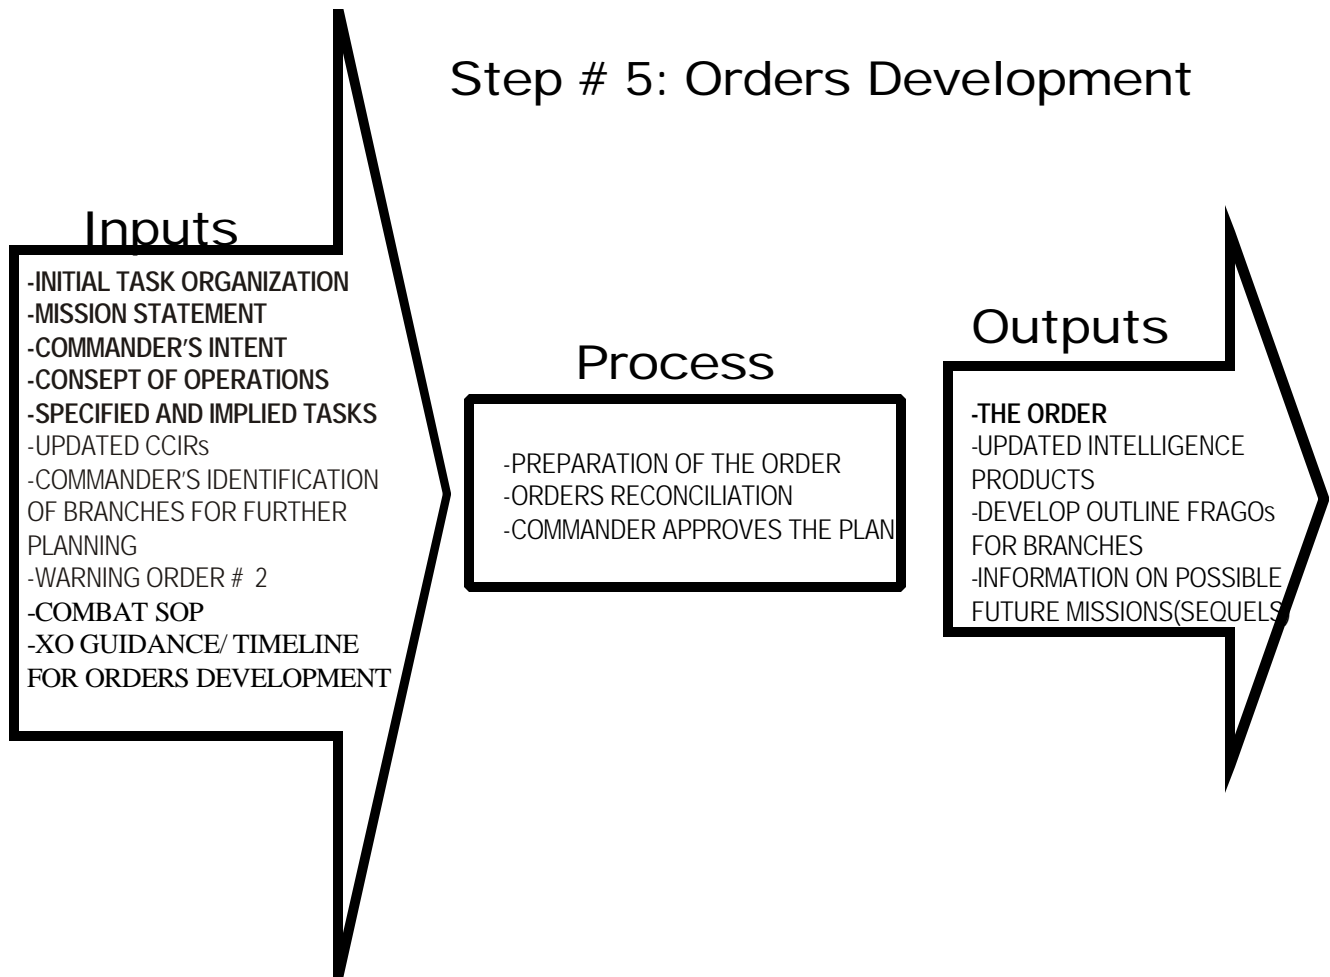 Step # 5: Orders Development
Inputs
-INITIAL TASK ORGANIZATION
-MISSION STATEMENT
-COMMANDER'S INTENT
-CONSEPT OF OPERATIONS
-SPECIFIED AND IMPLIED TASKS
-UPDATED CCIRs
-COMMANDER'S IDENTIFICATION
OF BRANCHES FOR FURTHER
PLANNING
-WARNING ORDER # 2
-COMBAT SOP
-XO GUIDANCE/ TIMELINE
FOR ORDERS DEVELOPMENT
Process
-PREPARATION OF THE ORDER
-ORDERS RECONCILIATION
-COMMANDER APPROVES THE PLAN
Outputs
-THE ORDER
-UPDATED INTELLIGENCE
PRODUCTS
-DEVELOP OUTLINE FRAGOs
FOR BRANCHES
-INFORMATION ON POSSIBLE
FUTURE MISSIONS(SEQUELS)